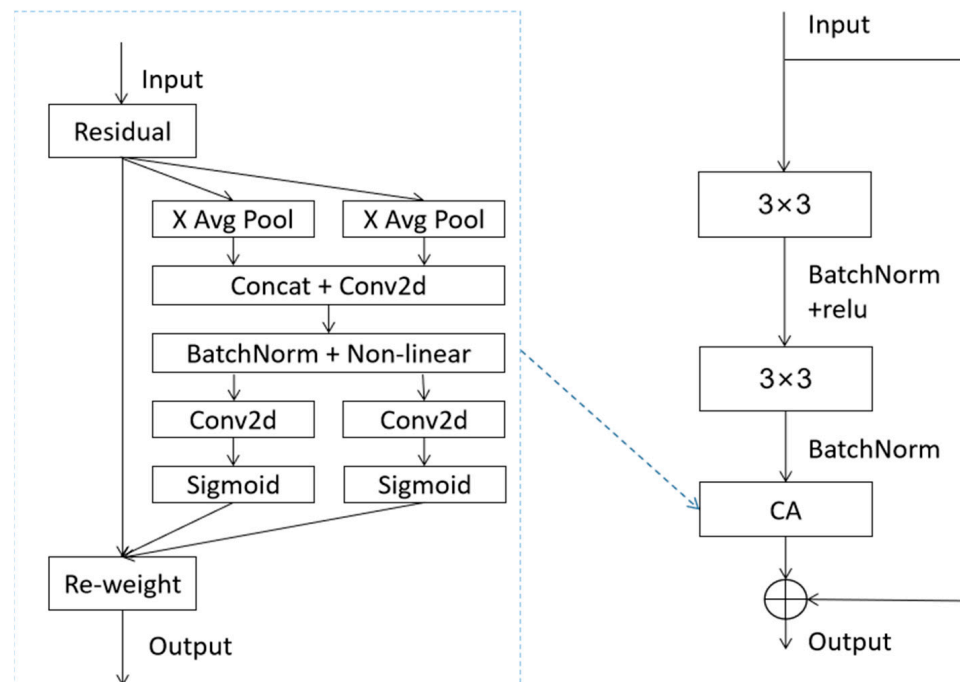 Input
Residual
X Avg Pool X Avg Pool
Concat + Conv2d
BatchNorm + Non-linear
Conv2d Conv2d
Sigmoid Sigmoid
Re-weight
Output
Input
3×3
BatchNorm
+relu
3×3
BatchNorm
CA
Output